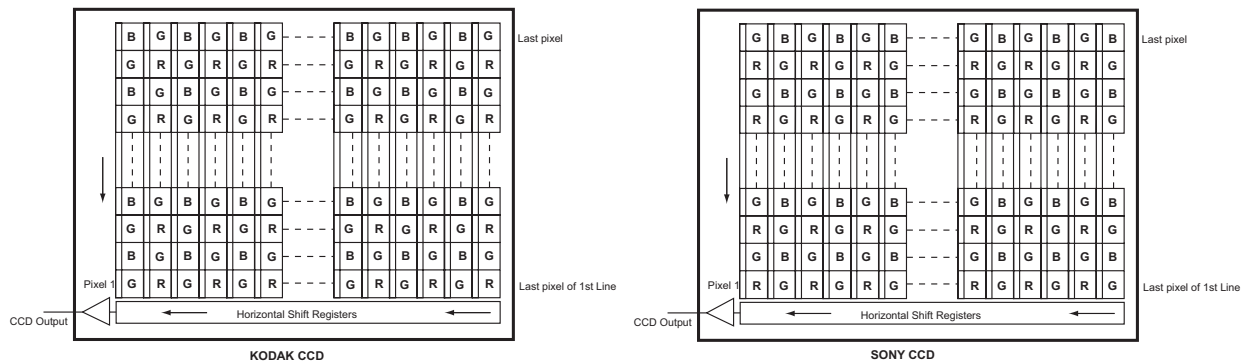 B G B G B G B G B G B G Last pixel
G R G R G R G R G R G R
B G B G B G B G B G B G
G R G R G R G R G R G R
B G B G B G B G B G B G
G R G R G R G R G R G R
B G B G B G B G B G B G
Pixel 1 G R G R G R G R G R G R Last pixel of 1st Line
CCD Output Horizontal Shift Registers
KODAK CCD
G B G B G B G B G B G B Last pixel
R G R G R G R G R G R G
G B G B G B G B G B G B
R G R G R G R G R G R G
G B G B G B G B G B G B
R G R G R G R G R G R G
G B G B G B G B G B G B
Pixel 1 R G R G R G R G R G R G Last pixel of 1st Line
CCD Output Horizontal Shift Registers
SONY CCD